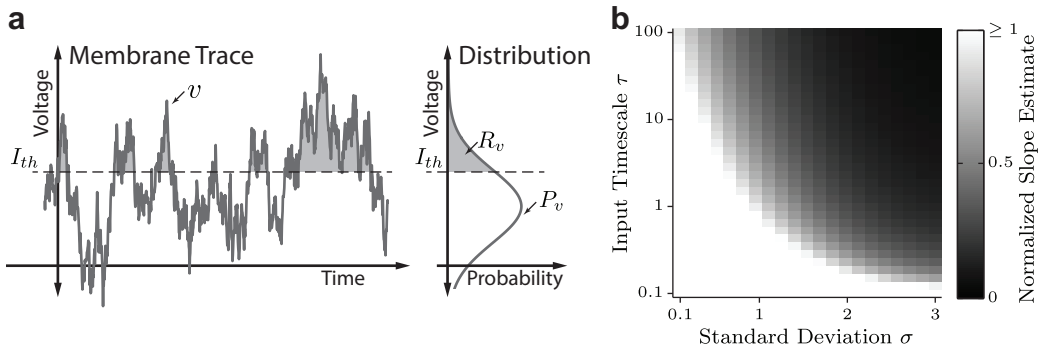 a
Membrane Trace
Voltage
v
I_th
Time
Distribution
Voltage
R_v
I_th
P_v
Probability
b
Input Timescale τ
100
10
1
0.1
0.1
1
2
3
Standard Deviation σ
≥ 1
0.5
0
Normalized Slope Estimate